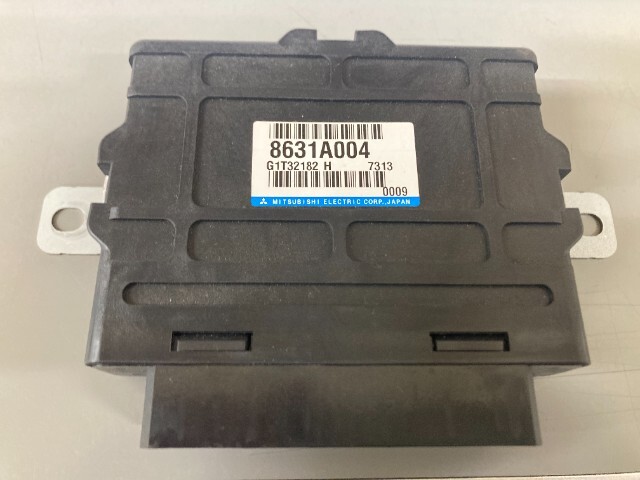 8631A004
G1T32182 H 7313
0009
MITSUBISHI ELECTRIC CORP.,JAPAN